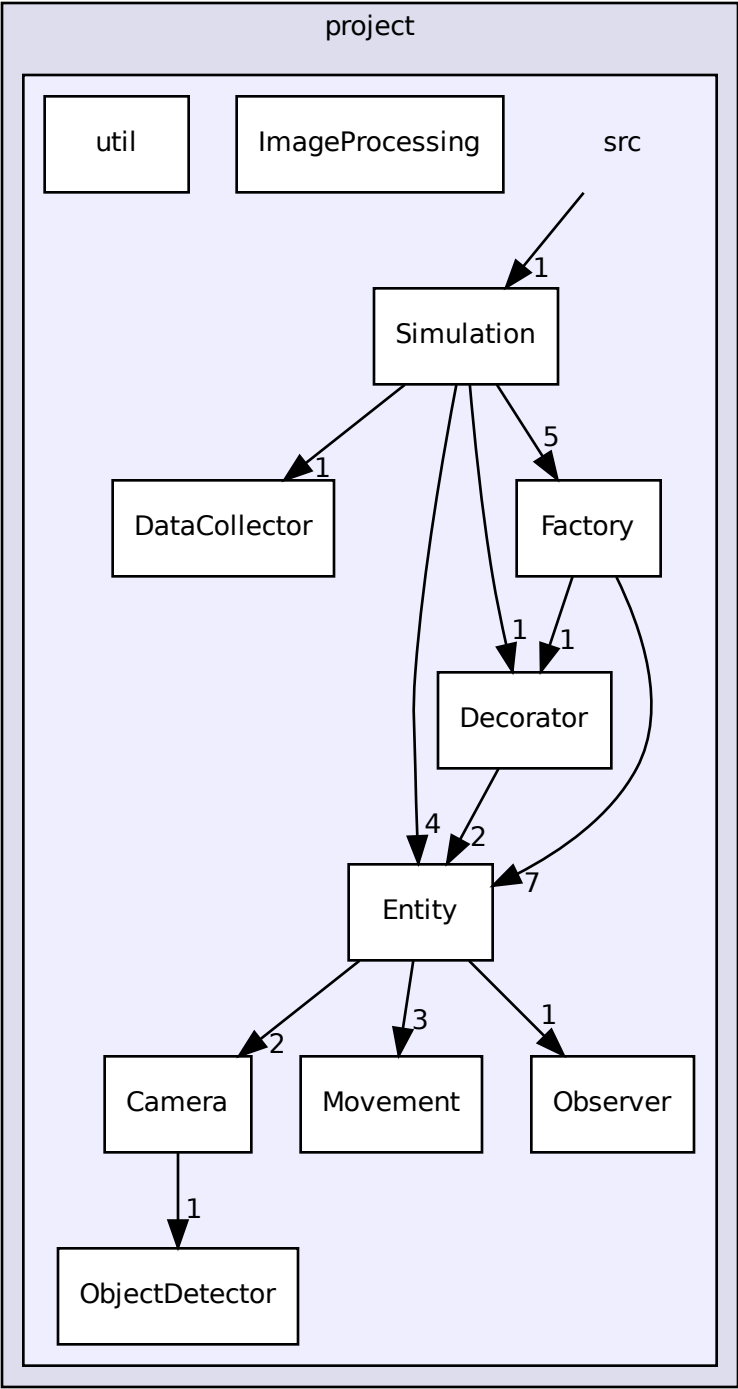 project
util
ImageProcessing
src
1
Simulation
5
1
DataCollector
Factory
1
1
Decorator
4
2
7
Entity
2
3
1
Camera
Movement
Observer
1
ObjectDetector